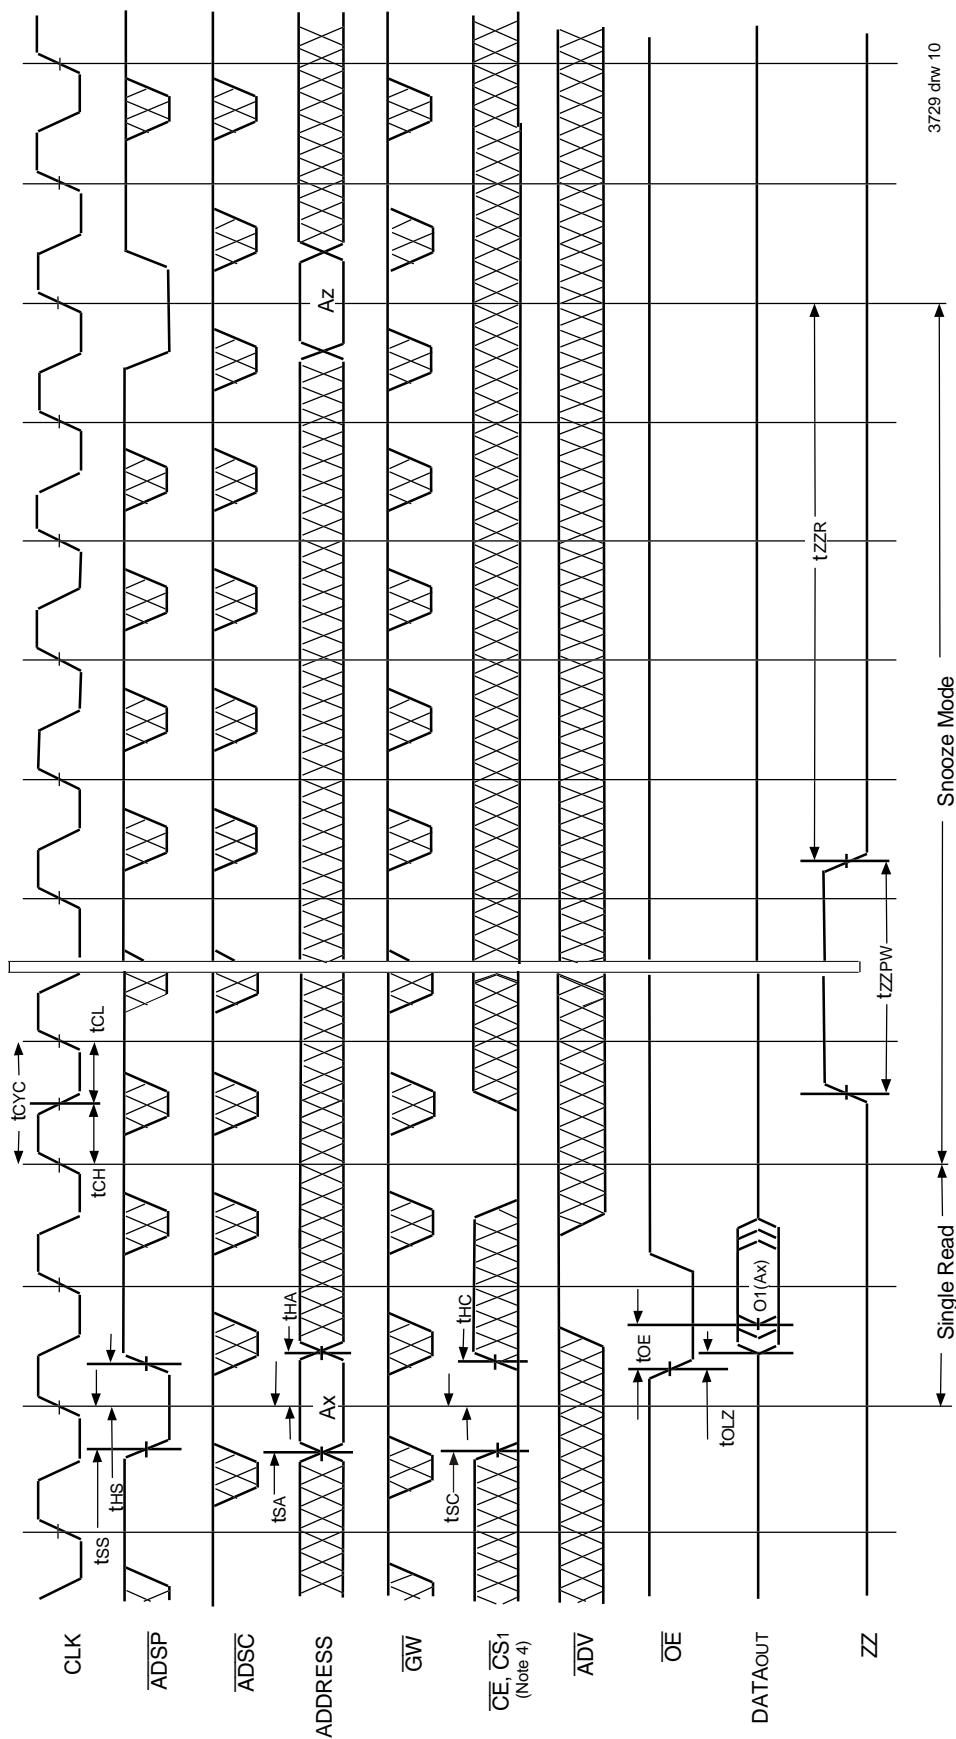 CLK
ADSP
ADSC
ADDRESS
GW
CE, CS1
(Note 4)
ADV
OE
DATAOUT
ZZ
tCYC
tCH
tCL
tSS
tHS
tSA
tHA
Ax
Az
tSC
tHC
tOE
tOLZ
O1(Ax)
tZZPW
tZZR
Single Read
Snooze Mode
3729 drw 10